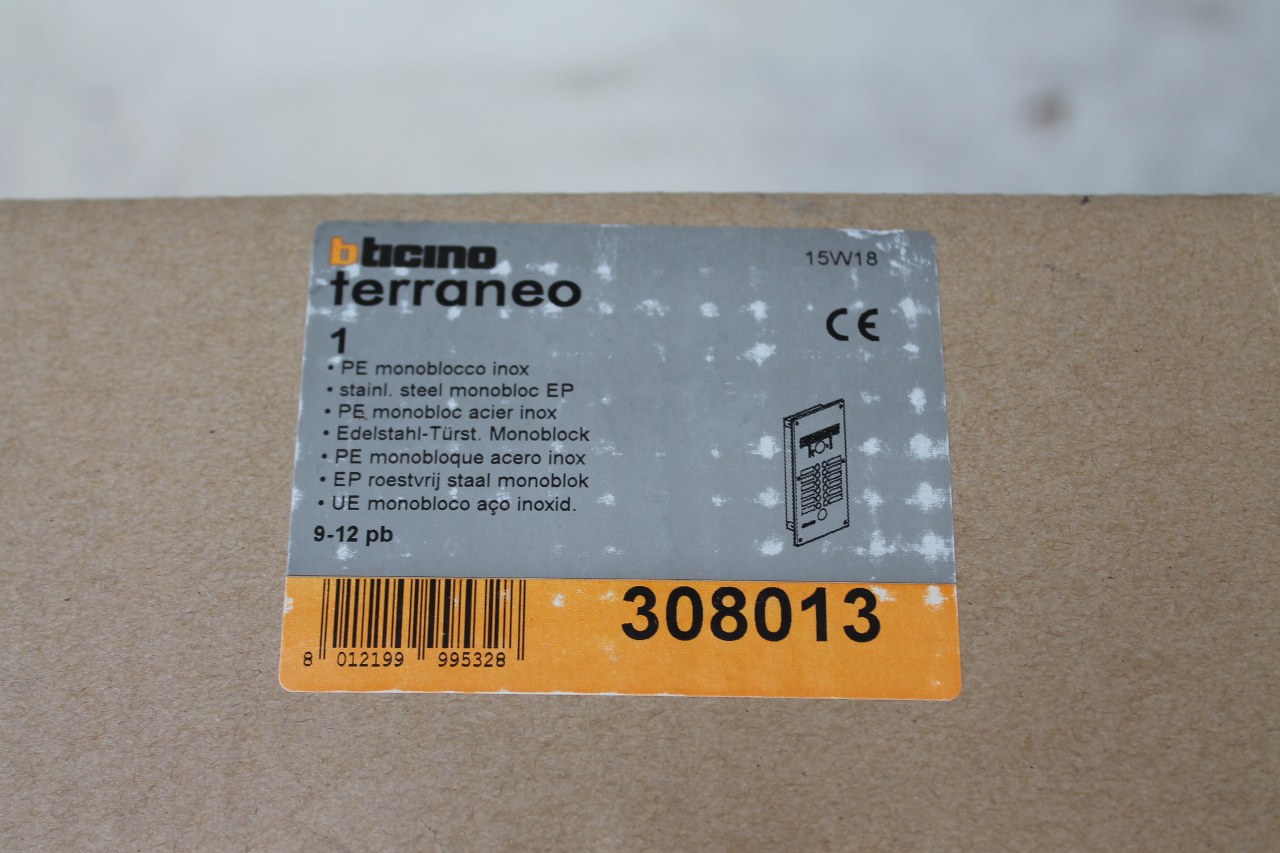 bticino
15W18
terraneo
CE
1
• PE monoblocco inox
• stainl. steel monobloc EP
• PE monobloc acier inox
• Edelstahl-Türst. Monoblock
• PE monobloque acero inox
• EP roestvrij staal monoblok
• UE monobloco aço inoxid.
9-12 pb
308013
8 012199 995328